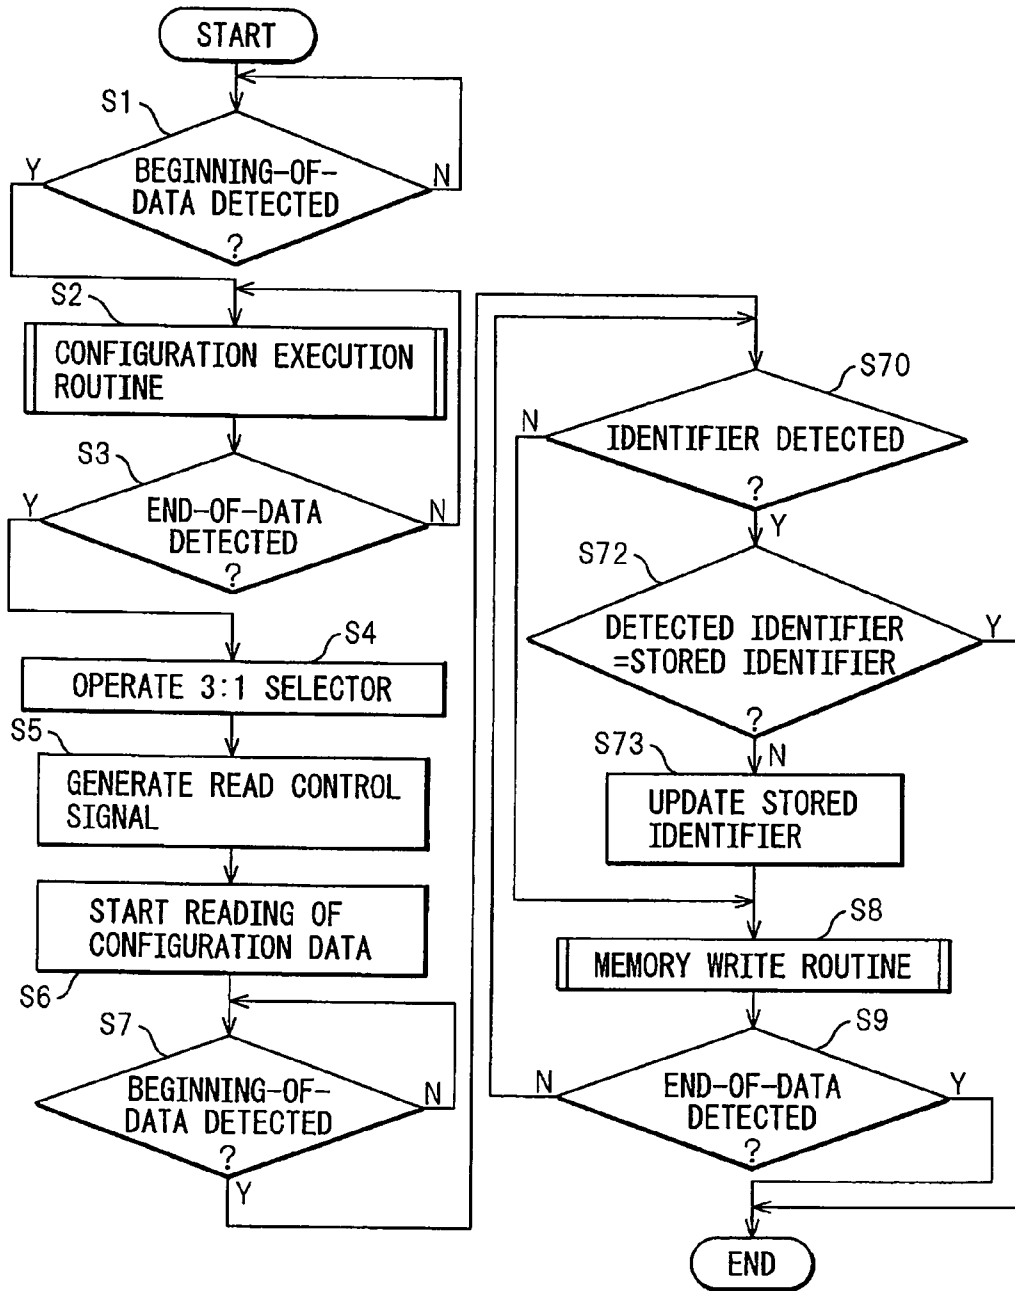 START
S1
BEGINNING-OF-
DATA DETECTED
?
Y
N
S2
CONFIGURATION EXECUTION
ROUTINE
S3
END-OF-DATA
DETECTED
?
Y
N
S4
OPERATE 3:1 SELECTOR
S5
GENERATE READ CONTROL
SIGNAL
START READING OF
CONFIGURATION DATA
S6
S7
BEGINNING-OF-
DATA DETECTED
?
N
Y
S70
IDENTIFIER DETECTED
?
N
Y
S72
DETECTED IDENTIFIER
=STORED IDENTIFIER
?
Y
N
S73
UPDATE STORED
IDENTIFIER
S8
MEMORY WRITE ROUTINE
S9
END-OF-DATA
DETECTED
?
N
Y
END